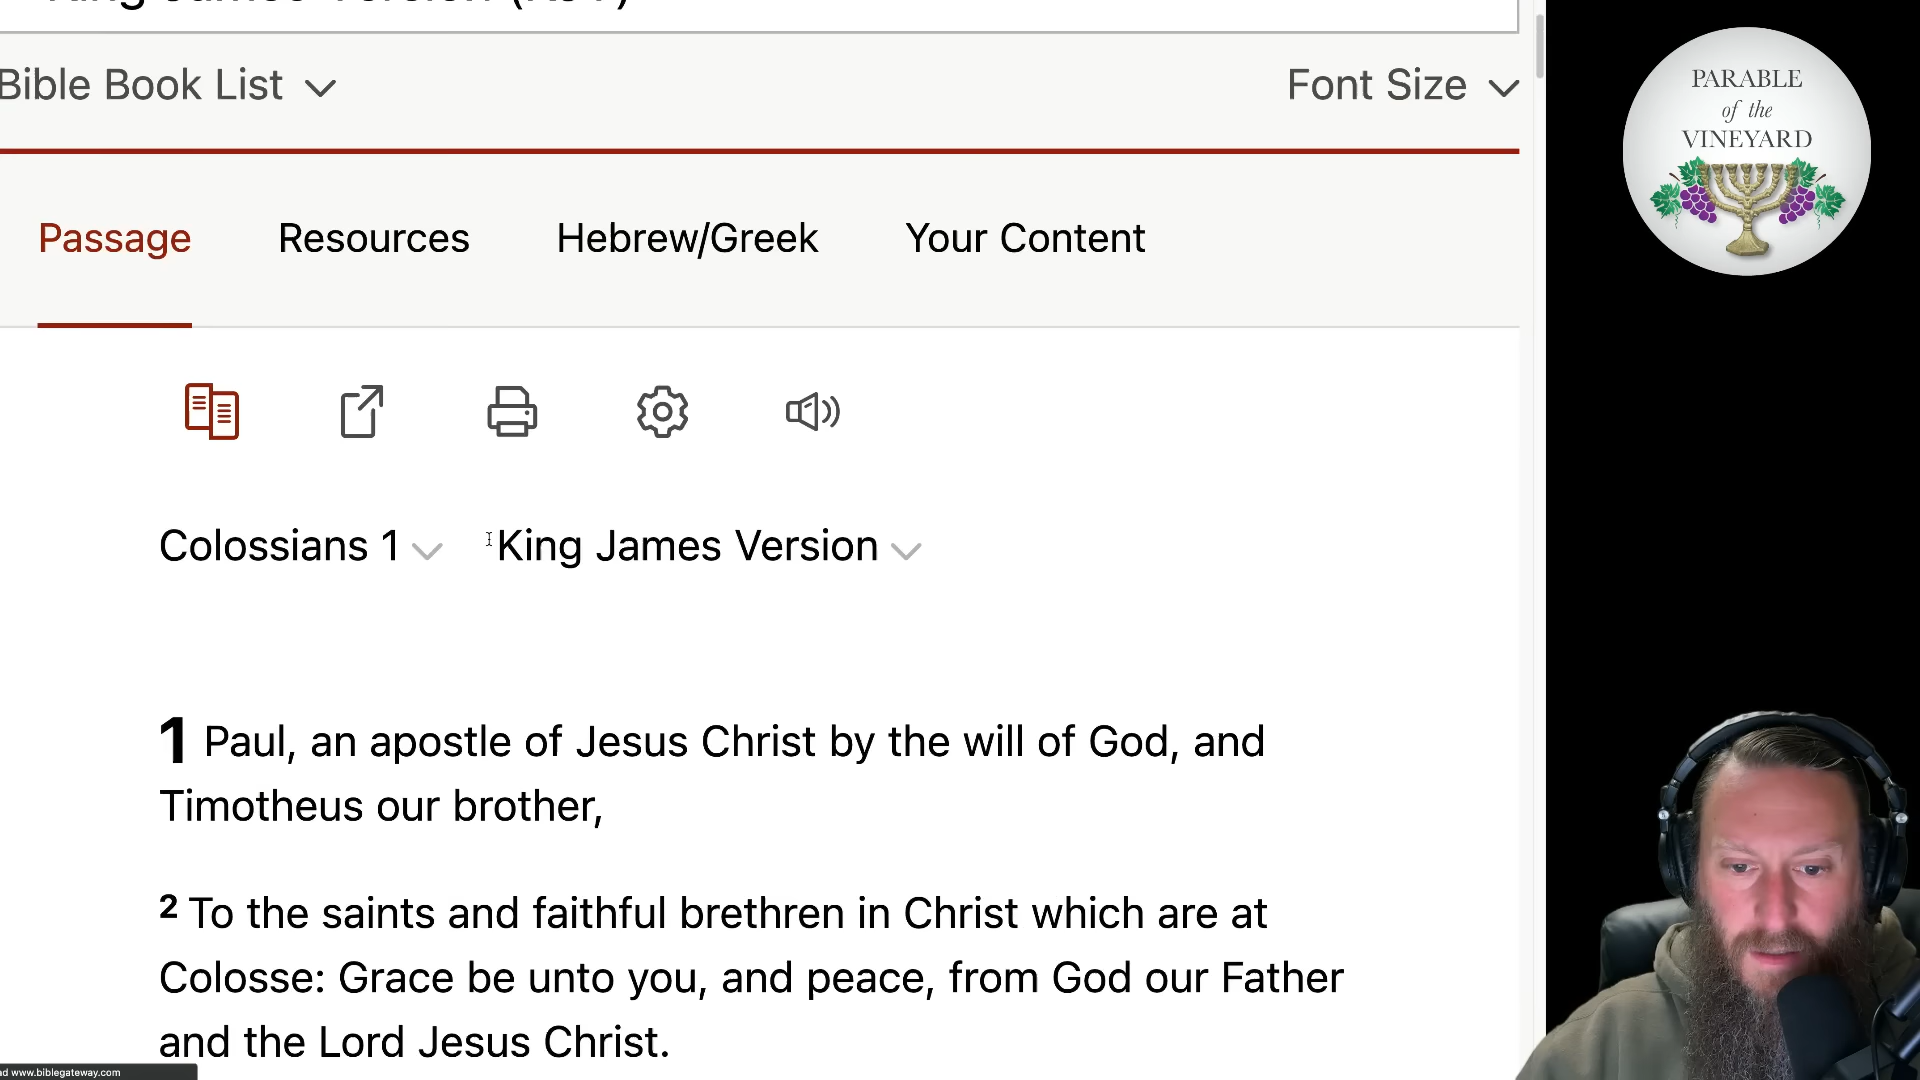 Bible Book List
Font Size
PARABLE
of the
VINEYARD
Passage
Resources
Hebrew/Greek
Your Content
Colossians 1
King James Version
1 Paul, an apostle of Jesus Christ by the will of God, and
Timotheus our brother,
2 To the saints and faithful brethren in Christ which are at
Colosse: Grace be unto you, and peace, from God our Father
and the Lord Jesus Christ.
www.biblegateway.com